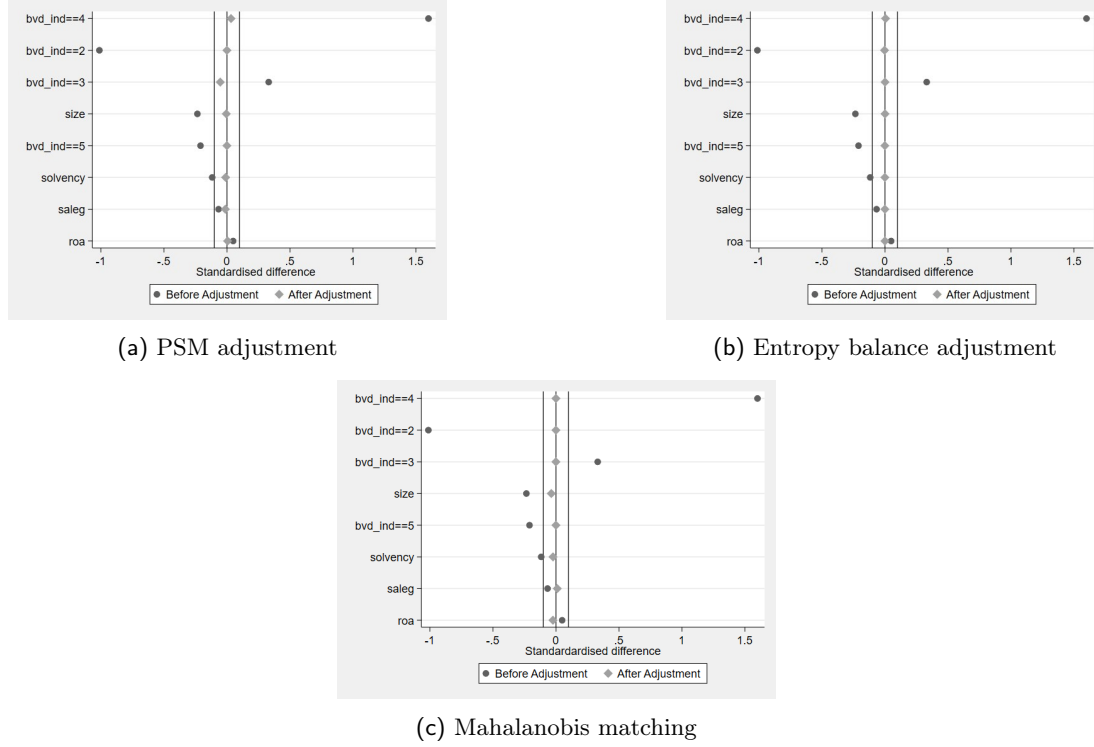 bvd_ind==4
bvd_ind==2
bvd_ind==3
size
bvd_ind==5
solvency
saleg
roa
-1 -.5 0 .5 1 1.5
Standardised difference
Before Adjustment After Adjustment
(a) PSM adjustment
bvd_ind==4
bvd_ind==2
bvd_ind==3
size
bvd_ind==5
solvency
saleg
roa
-1 -.5 0 .5 1 1.5
Standardised difference
Before Adjustment After Adjustment
(b) Entropy balance adjustment
bvd_ind==4
bvd_ind==2
bvd_ind==3
size
bvd_ind==5
solvency
saleg
roa
-1 -.5 0 .5 1 1.5
Standardardised difference
Before Adjustment After Adjustment
(c) Mahalanobis matching